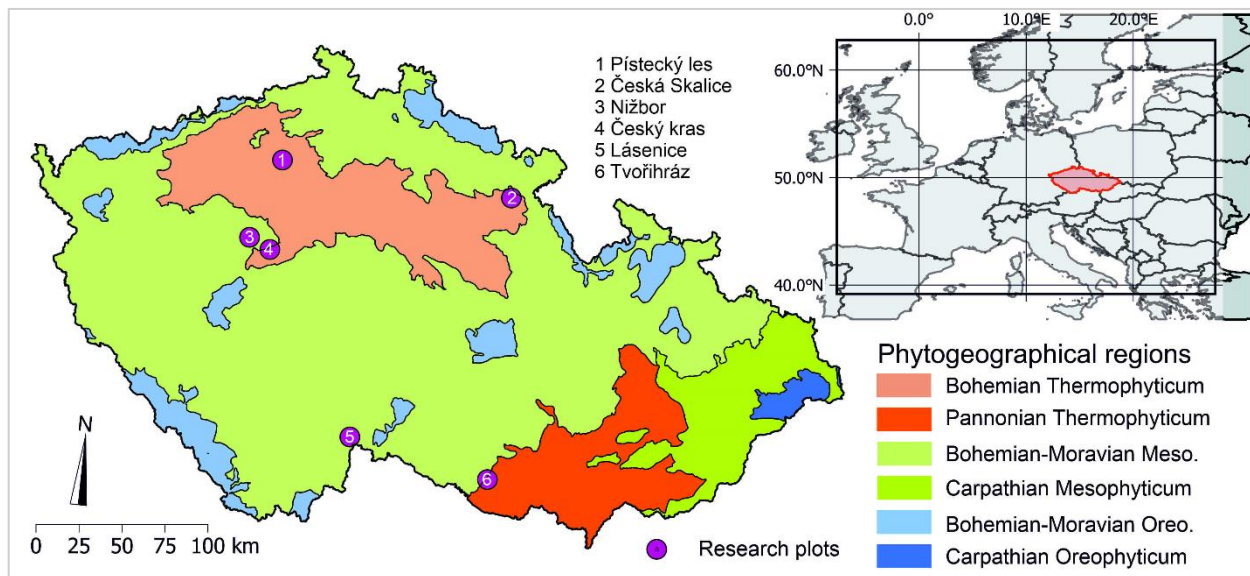 1 Pístecký les
2 Česká Skalice
3 Nižbor
4 Český kras
5 Lásenice
6 Tvořihráz
0.0°
10.0°E
20.0°E
60.0°N
50.0°N
40.0°N
1
2
3
4
5
6
N
0 25 50 75 100 km
Research plots
Phytogeographical regions
Bohemian Thermophyticum
Pannonian Thermophyticum
Bohemian-Moravian Meso.
Carpathian Mesophyticum
Bohemian-Moravian Oreo.
Carpathian Oreophyticum